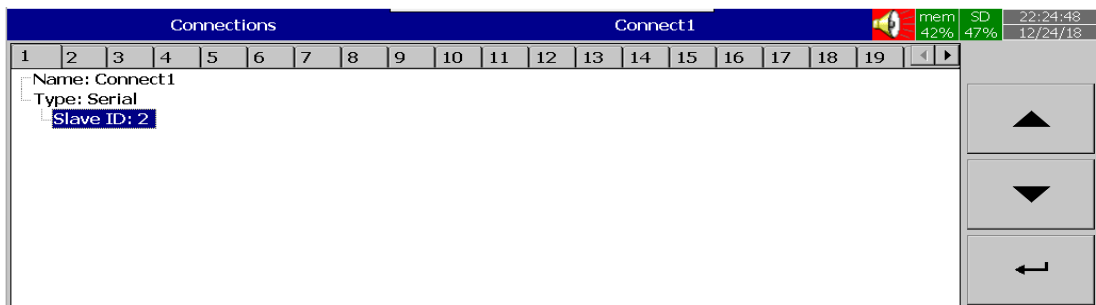 Connections Connect1 mem SD 22:24:48
42% 47% 12/24/18
1 2 3 4 5 6 7 8 9 10 11 12 13 14 15 16 17 18 19
Name: Connect1
Type: Serial
Slave ID: 2